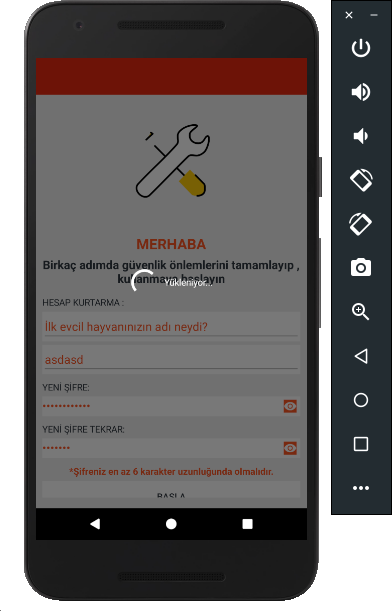 MERHABA
Birkaç adımda güvenlik önlemlerini tamamlayıp ,
kullanmaya başlayın
Yükleniyor...
HESAP KURTARMA :
İlk evcil hayvanınızın adı neydi?
asdasd
YENİ ŞİFRE:
••••••••••••
YENİ ŞİFRE TEKRAR:
•••••••
*Şifreniz en az 6 karakter uzunluğunda olmalıdır.
BAŞLA